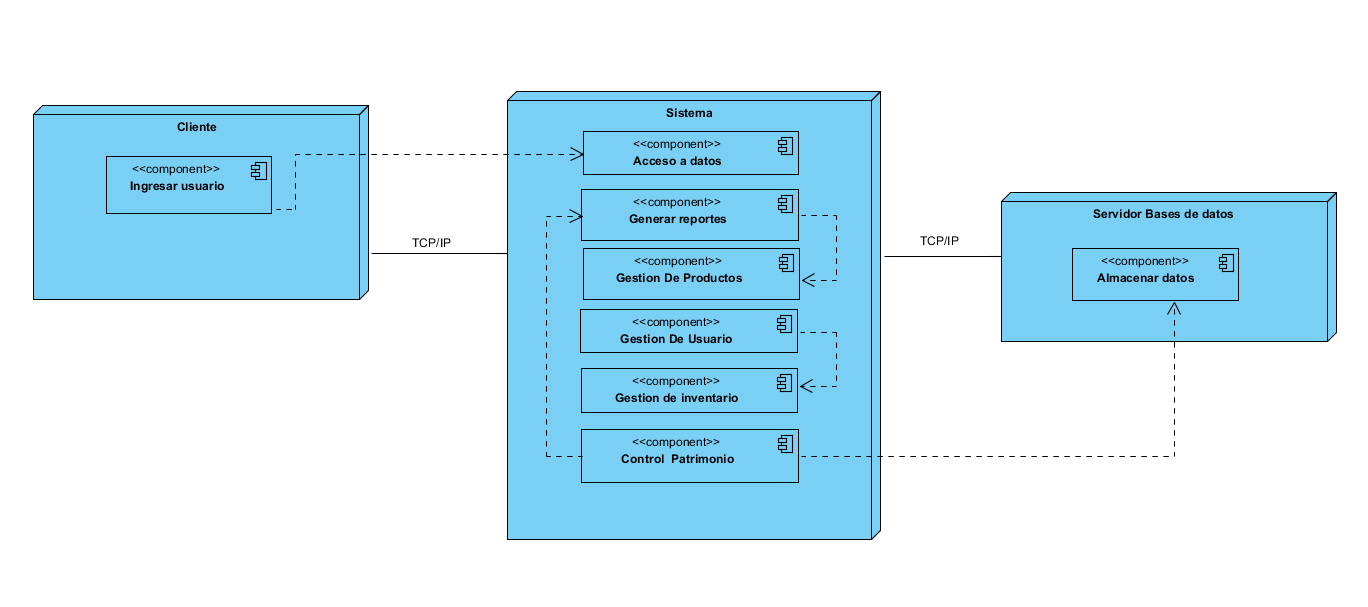 Cliente
<<component>>
Ingresar usuario
TCP/IP
Sistema
<<component>>
Acceso a datos
<<component>>
Generar reportes
<<component>>
Gestion De Productos
<<component>>
Gestion De Usuario
<<component>>
Gestion de inventario
<<component>>
Control Patrimonio
TCP/IP
Servidor Bases de datos
<<component>>
Almacenar datos